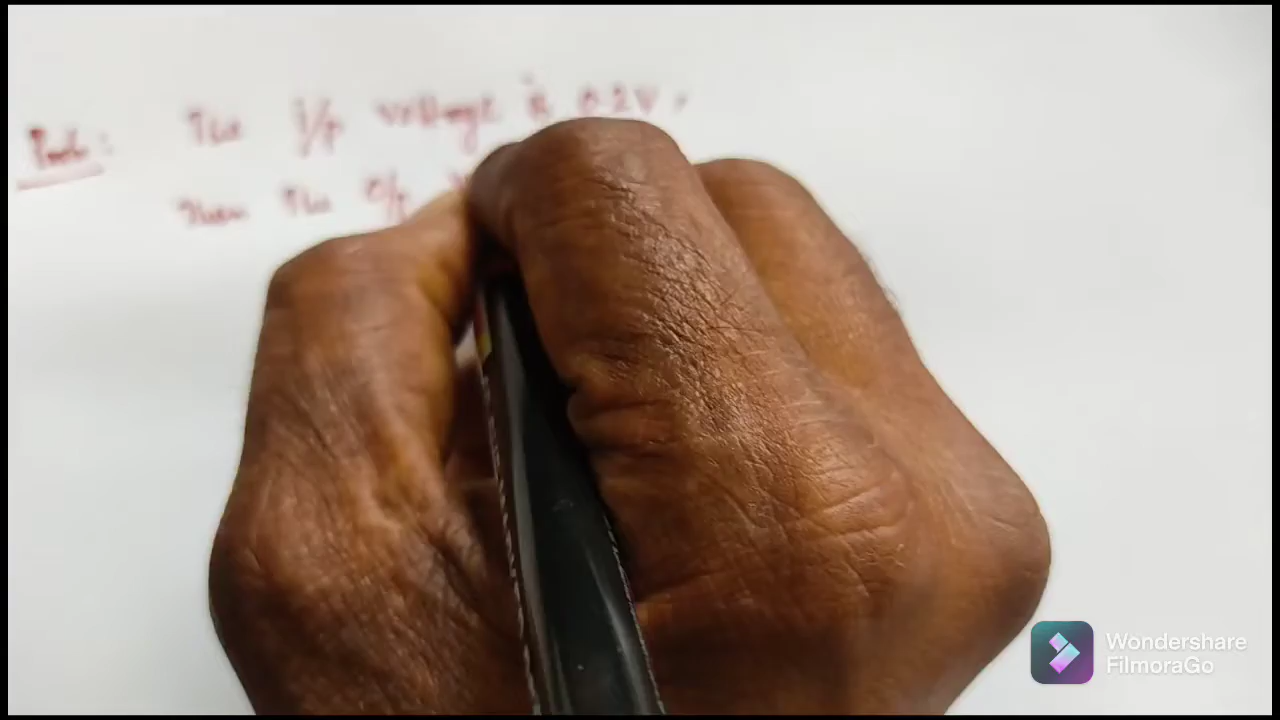 Prob: The i/p voltage is 0.2V,
Then the o/p
Wondershare
FilmoraGo